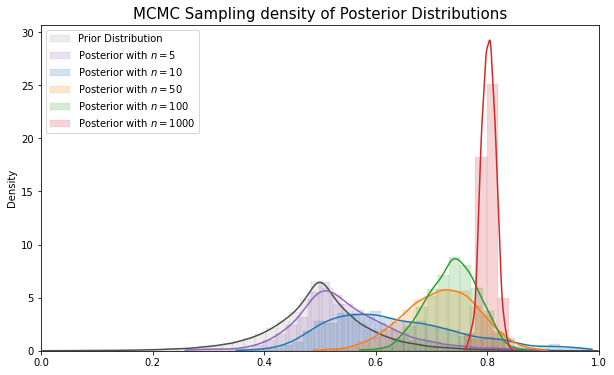 MCMC Sampling density of Posterior Distributions
30
25
20
15
10
5
0
Density
Prior Distribution
Posterior with n = 5
Posterior with n = 10
Posterior with n = 50
Posterior with n = 100
Posterior with n = 1000
0.0 0.2 0.4 0.6 0.8 1.0